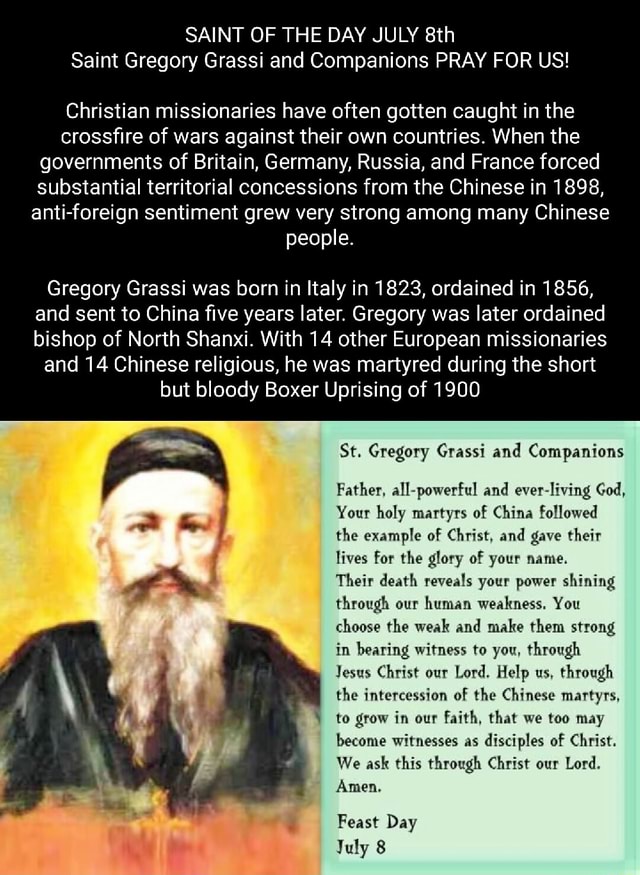 SAINT OF THE DAY JULY 8th
Saint Gregory Grassi and Companions PRAY FOR US!
Christian missionaries have often gotten caught in the
crossfire of wars against their own countries. When the
governments of Britain, Germany, Russia, and France forced
substantial territorial concessions from the Chinese in 1898,
anti-foreign sentiment grew very strong among many Chinese
people.
Gregory Grassi was born in Italy in 1823, ordained in 1856,
and sent to China five years later. Gregory was later ordained
bishop of North Shanxi. With 14 other European missionaries
and 14 Chinese religious, he was martyred during the short
but bloody Boxer Uprising of 1900
St. Gregory Grassi and Companions
Father, all-powerful and ever-living God,
Your holy martyrs of China followed
the example of Christ, and gave their
lives for the glory of your name.
Their death reveals your power shining
through our human weakness. You
choose the weak and make them strong
in bearing witness to you, through
Jesus Christ our Lord. Help us, through
the intercession of the Chinese martyrs,
to grow in our faith, that we too may
become witnesses as disciples of Christ.
We ask this through Christ our Lord.
Amen.
Feast Day
July 8